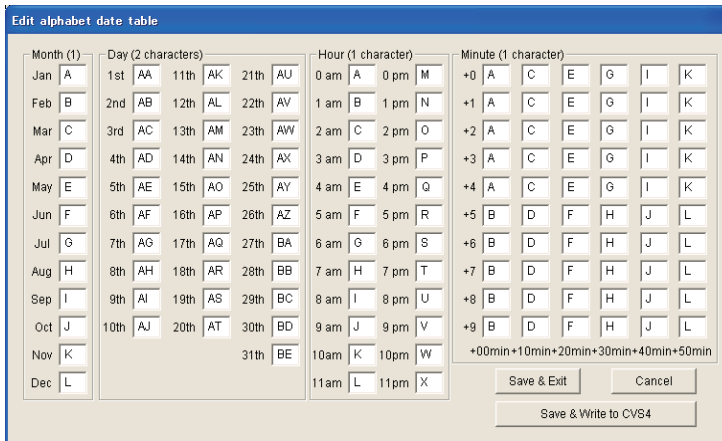 Edit alphabet date table
Month (1) Day (2 characters) Hour (1 character) Minute (1 character)
Jan A 1st AA 11th AK 21th AU 0 am A 0 pm M +0 A C E G I K
Feb B 2nd AB 12th AL 22th AV 1 am B 1 pm N +1 A C E G I K
Mar C 3rd AC 13th AM 23th AW 2 am C 2 pm O +2 A C E G I K
Apr D 4th AD 14th AN 24th AX 3 am D 3 pm P +3 A C E G I K
May E 5th AE 15th AO 25th AY 4 am E 4 pm Q +4 A C E G I K
Jun F 6th AF 16th AP 26th AZ 5 am F 5 pm R +5 B D F H J L
Jul G 7th AG 17th AQ 27th BA 6 am G 6 pm S +6 B D F H J L
Aug H 8th AH 18th AR 28th BB 7 am H 7 pm T +7 B D F H J L
Sep I 9th AI 19th AS 29th BC 8 am I 8 pm U +8 B D F H J L
Oct J 10th AJ 20th AT 30th BD 9 am J 9 pm V +9 B D F H J L
Nov K 31th BE 10am K 10pm W +00min+10min+20min+30min+40min+50min
Dec L 11am L 11pm X Save & Exit Cancel
Save & Write to CVS4